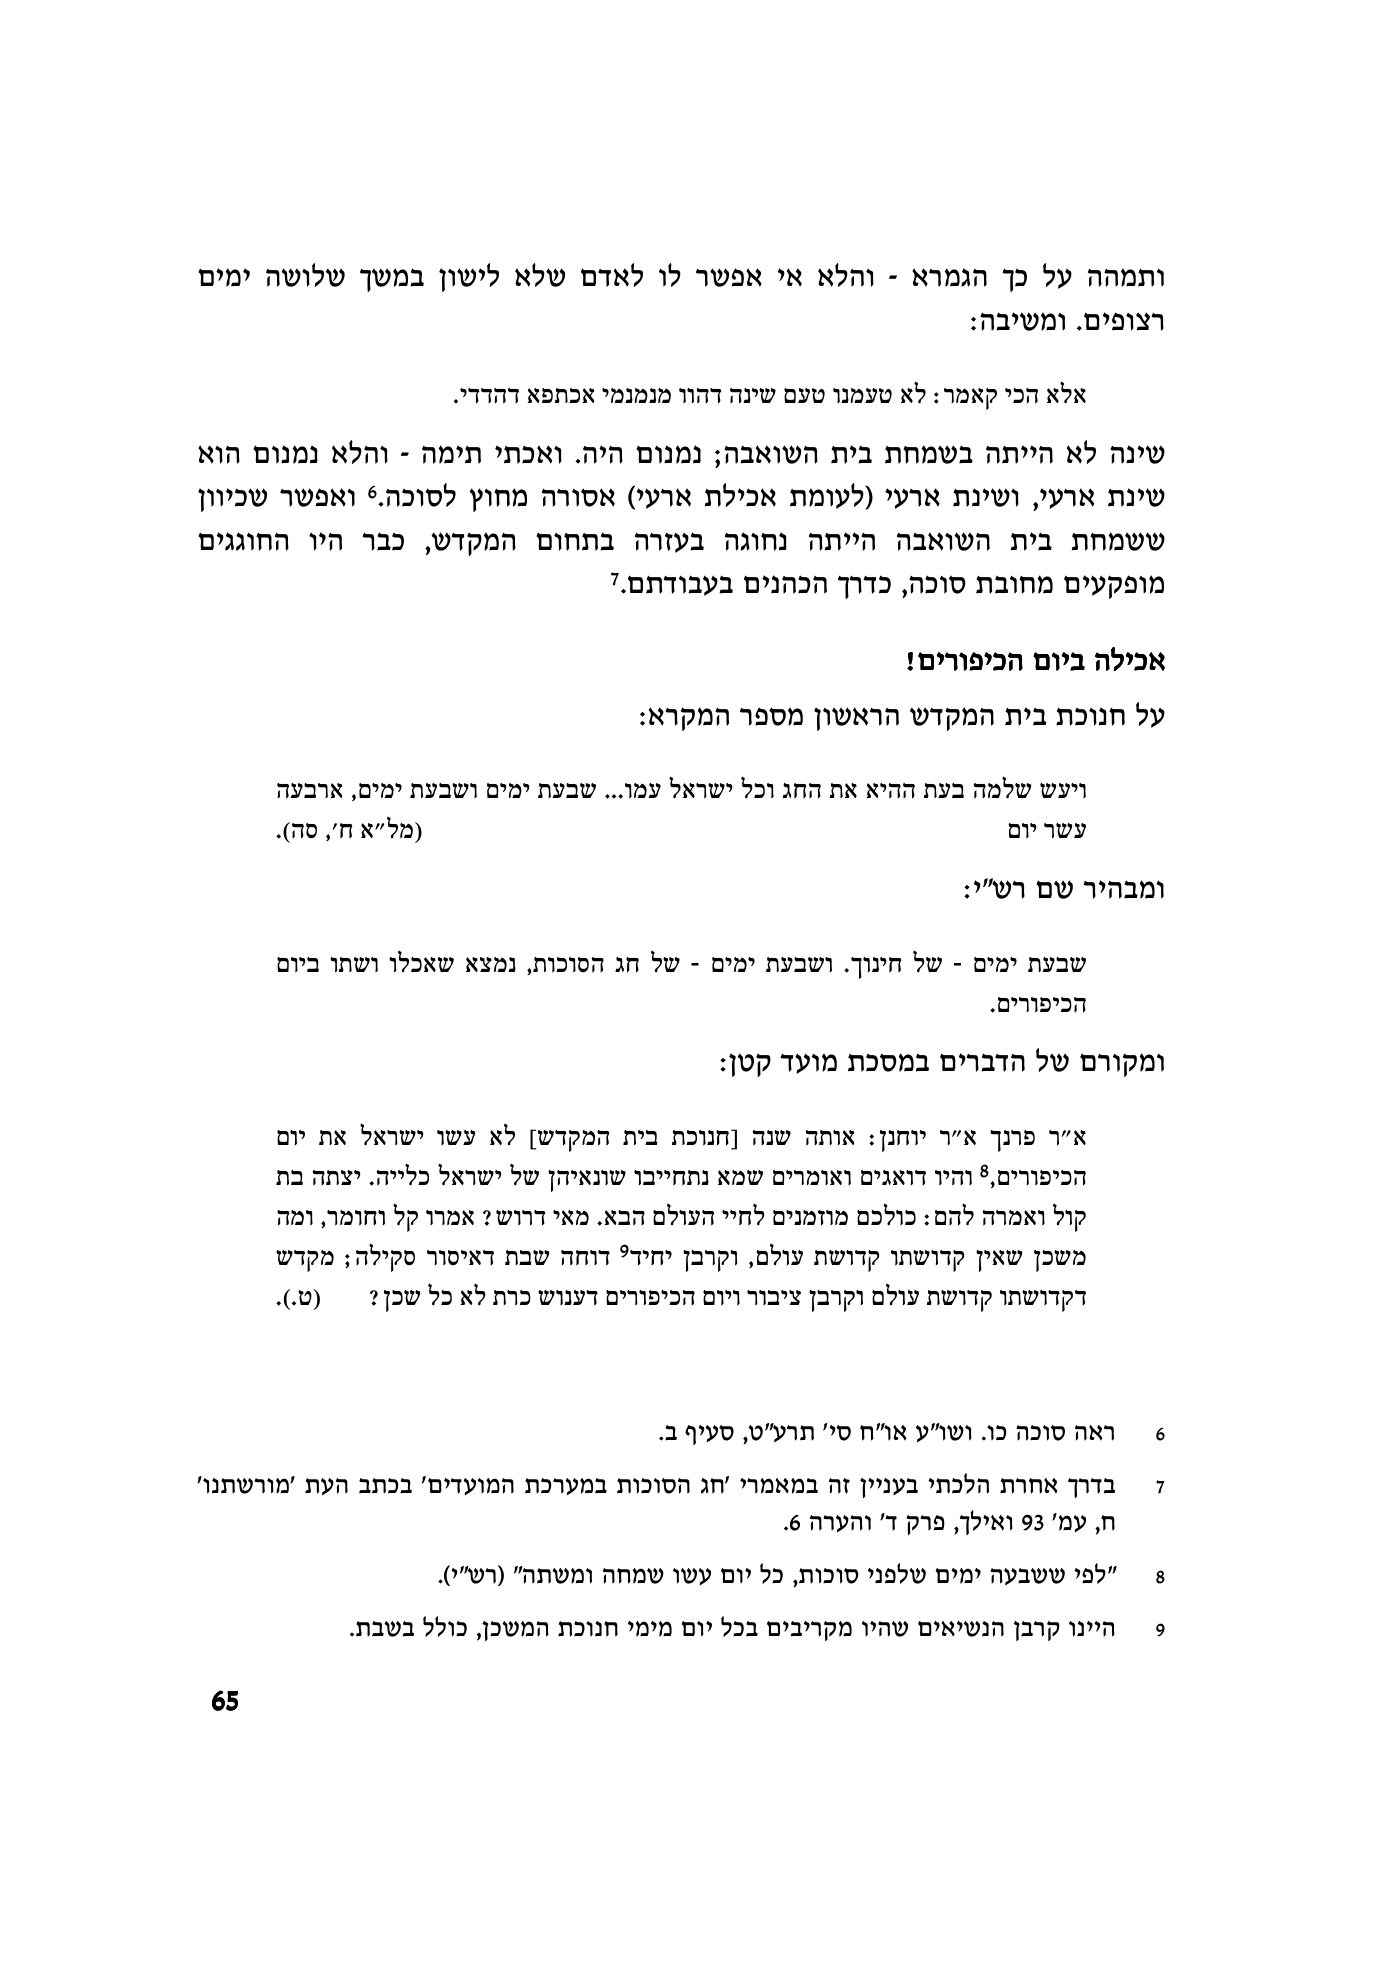 ותמהה על כך הגמרא - והלא אי אפשר לו לאדם שלא לישון במשך שלושה ימים
רצופים. ומשיבה:
אלא הכי קאמר: לא טעמנו טעם שינה דהוו מנמנמי אכתפא דהדדי.
שינה לא הייתה בשמחת בית השואבה; נמנום היה. ואכתי תימה - והלא נמנום הוא
שינת ארעי, ושינת ארעי (לעומת אכילת ארעי) אסורה מחוץ לסוכה.6 ואפשר שכיוון
ששמחת בית השואבה הייתה נחוגה בעזרה בתחום המקדש, כבר היו החוגגים
מופקעים מחובת סוכה, כדרך הכהנים בעבודתם.7
אכילה ביום הכיפורים!
על חנוכת בית המקדש הראשון מספר המקרא:
ויעש שלמה בעת ההיא את החג וכל ישראל עמו... שבעת ימים ושבעת ימים, ארבעה
עשר יום (מל"א ח', סה).
ומבהיר שם רש"י:
שבעת ימים - של חינוך. ושבעת ימים - של חג הסוכות, נמצא שאכלו ושתו ביום
הכיפורים.
ומקורם של הדברים במסכת מועד קטן:
א"ר פרנך א"ר יוחנן: אותה שנה [חנוכת בית המקדש] לא עשו ישראל את יום
הכיפורים,8 והיו דואגים ואומרים שמא נתחייבו שונאיהן של ישראל כלייה. יצתה בת
קול ואמרה להם: כולכם מוזמנים לחיי העולם הבא. מאי דרוש? אמרו קל וחומר, ומה
משכן שאין קדושתו קדושת עולם, וקרבן יחיד9 דוחה שבת דאיסור סקילה; מקדש
דקדושתו קדושת עולם וקרבן ציבור ויום הכיפורים דענוש כרת לא כל שכן? (ט.).
6 ראה סוכה כו. ושו"ע או"ח סי' תרע"ט, סעיף ב.
7 בדרך אחרת הלכתי בעניין זה במאמרי 'חג הסוכות במערכת המועדים' בכתב העת 'מורשתנו'
ח, עמ' 93 ואילך, פרק ד' והערה 6.
8 "לפי ששבעה ימים שלפני סוכות, כל יום עשו שמחה ומשתה" (רש"י).
9 היינו קרבן הנשיאים שהיו מקריבים בכל יום מימי חנוכת המשכן, כולל בשבת.
65